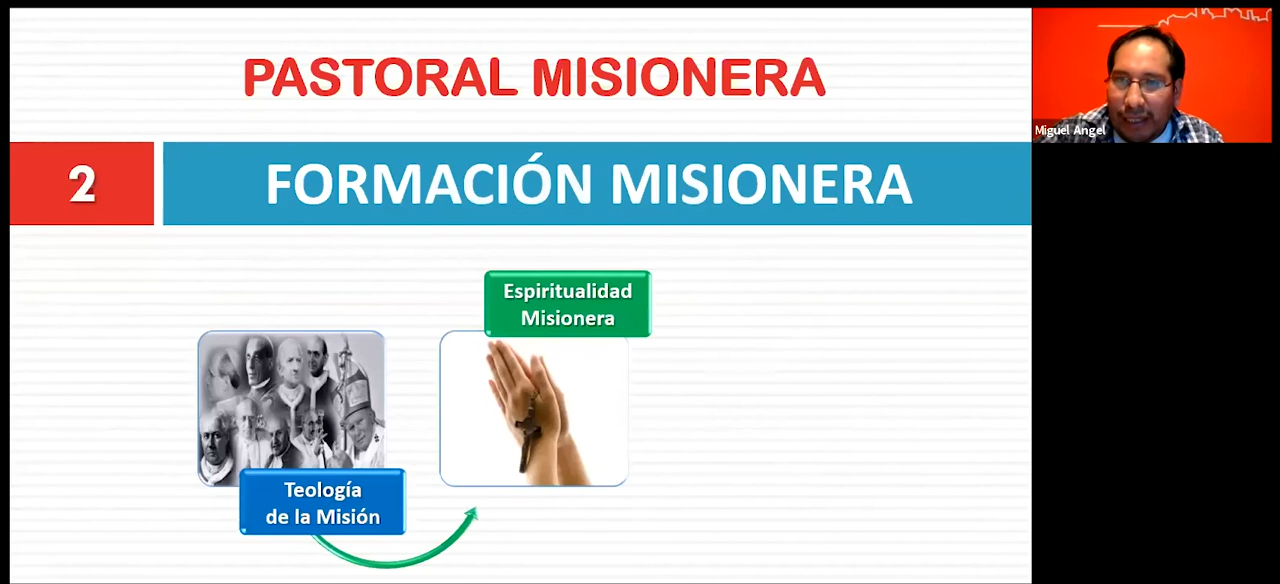 PASTORAL MISIONERA
Miguel Angel
2
FORMACIÓN MISIONERA
Espiritualidad
Misionera
Teología
de la Misión